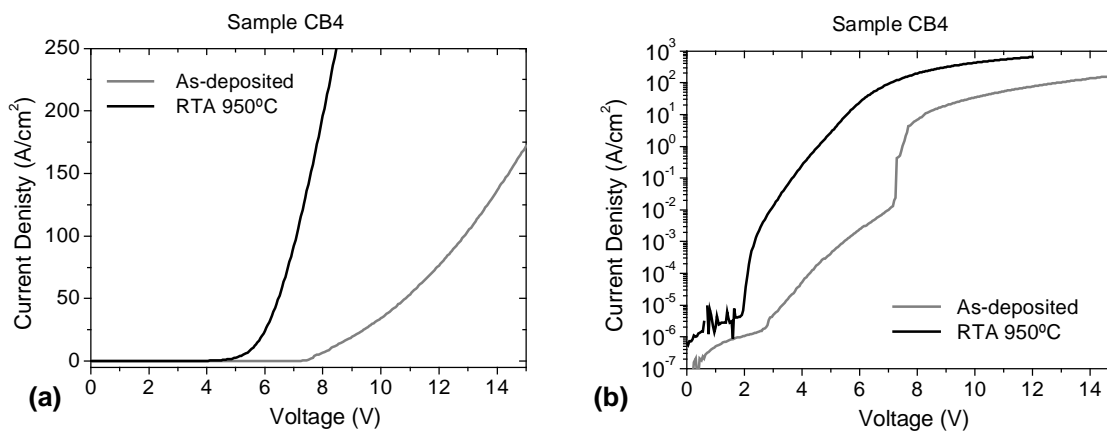 Sample CB4
250
200
150
100
50
0
Current Denisty (A/cm²)
As-deposited
RTA 950ºC
0 2 4 6 8 10 12 14
Voltage (V)
(a)
Sample CB4
10³
10²
10¹
10⁰
10⁻¹
10⁻²
10⁻³
10⁻⁴
10⁻⁵
10⁻⁶
10⁻⁷
Current Denisty (A/cm²)
As-deposited
RTA 950ºC
0 2 4 6 8 10 12 14
Voltage (V)
(b)